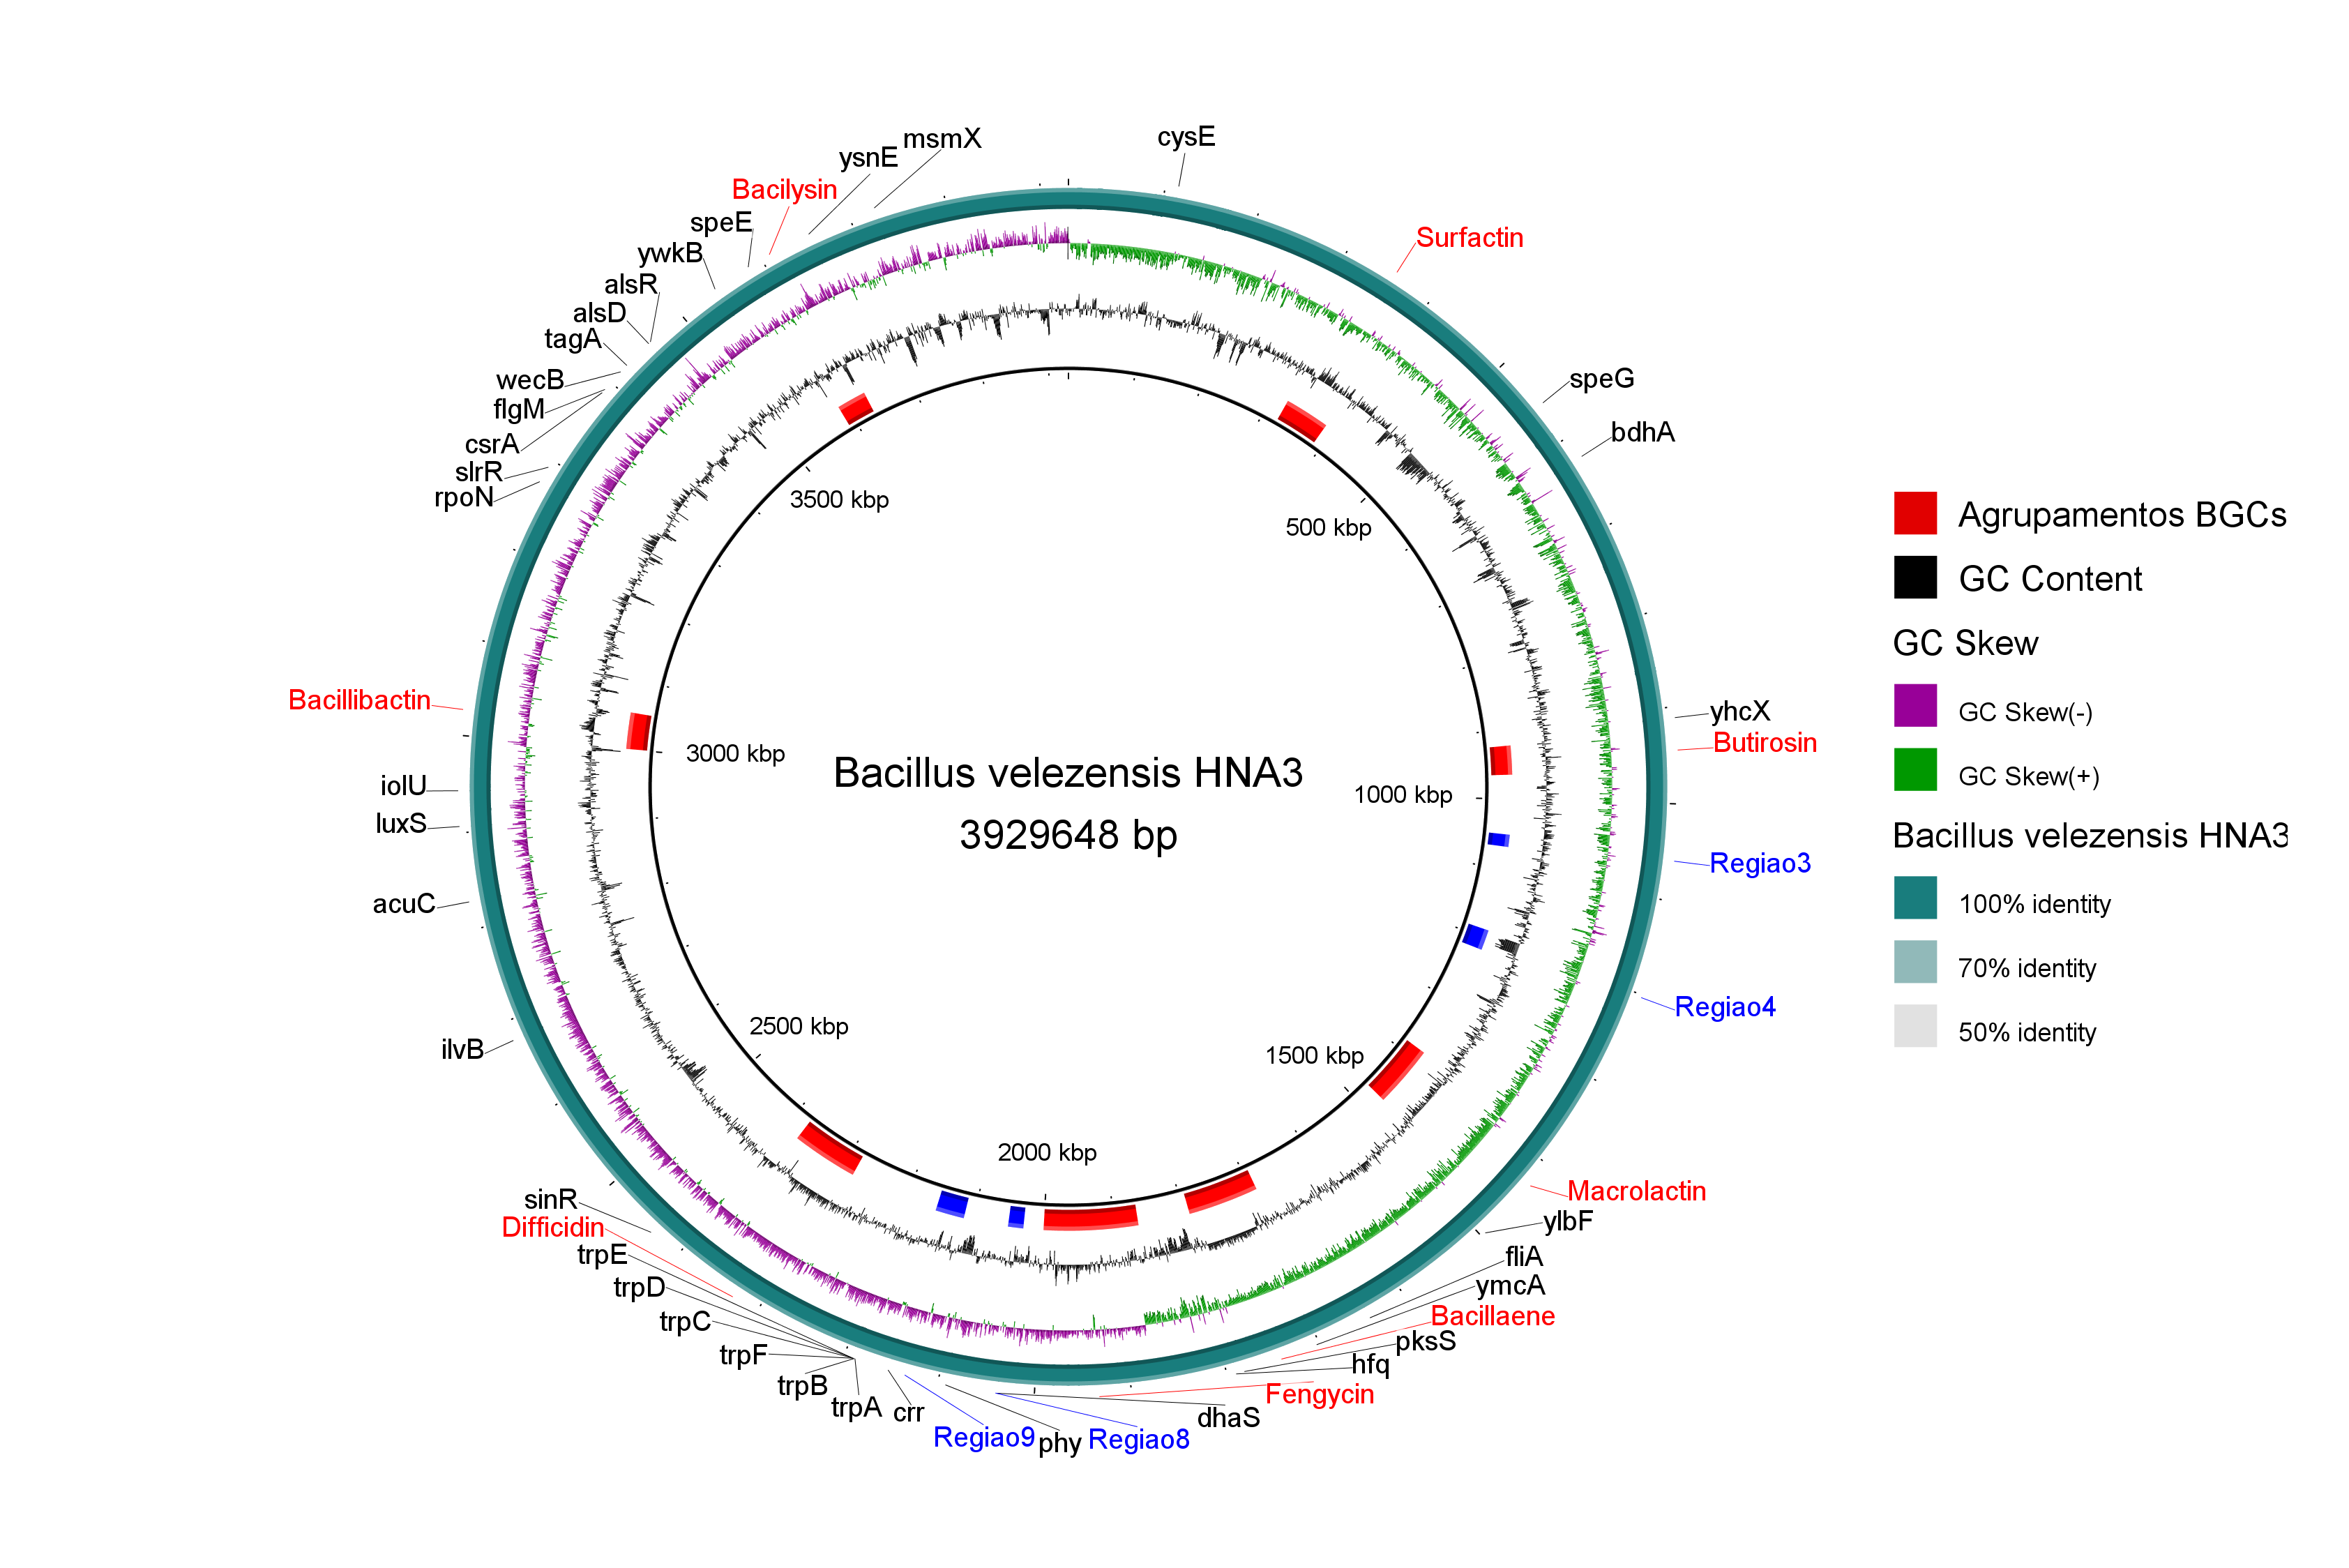 msmX
cysE
ysnE
Bacilysin
speE
Surfactin
ywkB
alsR
alsD
tagA
wecB
speG
flgM
bdhA
csrA
slrR
rpoN
3500 kbp
500 kbp
Bacillibactin
yhcX
Butirosin
3000 kbp
Bacillus velezensis HNA3
3929648 bp
1000 kbp
iolU
luxS
Regiao3
acuC
Regiao4
2500 kbp
ilvB
1500 kbp
2000 kbp
Macrolactin
sinR
ylbF
Difficidin
trpE
fliA
trpD
ymcA
trpC
Bacillaene
pksS
trpF
hfq
trpB
Fengycin
trpA
crr
dhaS
Regiao9
phy
Regiao8
Agrupamentos BGCs
GC Content
GC Skew
GC Skew(-)
GC Skew(+)
Bacillus velezensis HNA3
100% identity
70% identity
50% identity